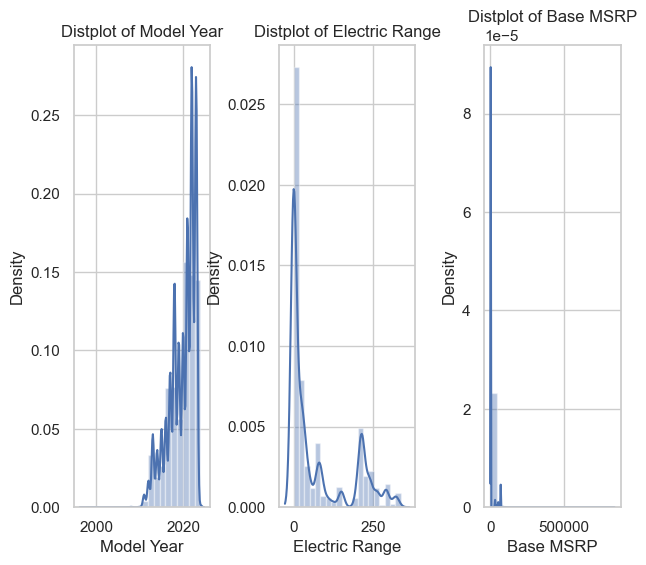 Distplot of Model Year
0.25
0.20
0.15
0.10
0.05
0.00
2000
2020
Model Year
Density
Distplot of Electric Range
0.025
0.020
0.015
0.010
0.005
0.000
0
250
Electric Range
Density
Distplot of Base MSRP
1e−5
8
6
4
2
0
0
500000
Base MSRP
Density